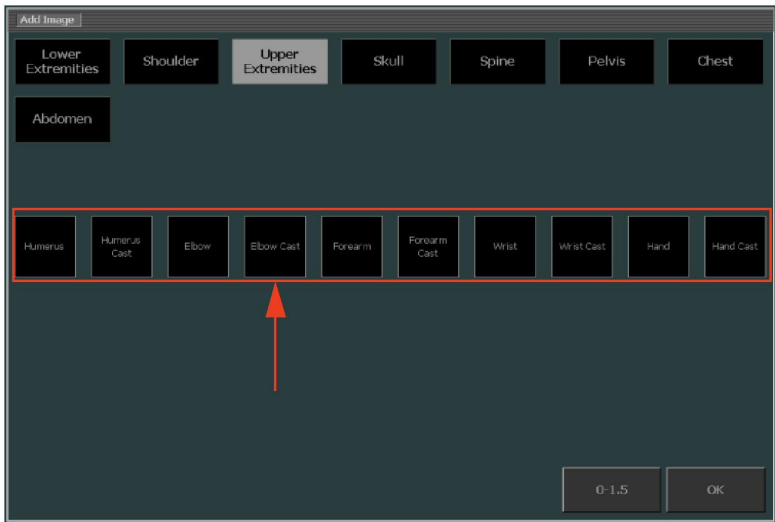 Add Image
Lower
Extremities
Shoulder
Upper
Extremities
Skull
Spine
Pelvis
Chest
Abdomen
Humerus
Humerus
Cast
Elbow
Elbow Cast
Forearm
Forearm
Cast
Wrist
Wrist Cast
Hand
Hand Cast
0-1.5
OK